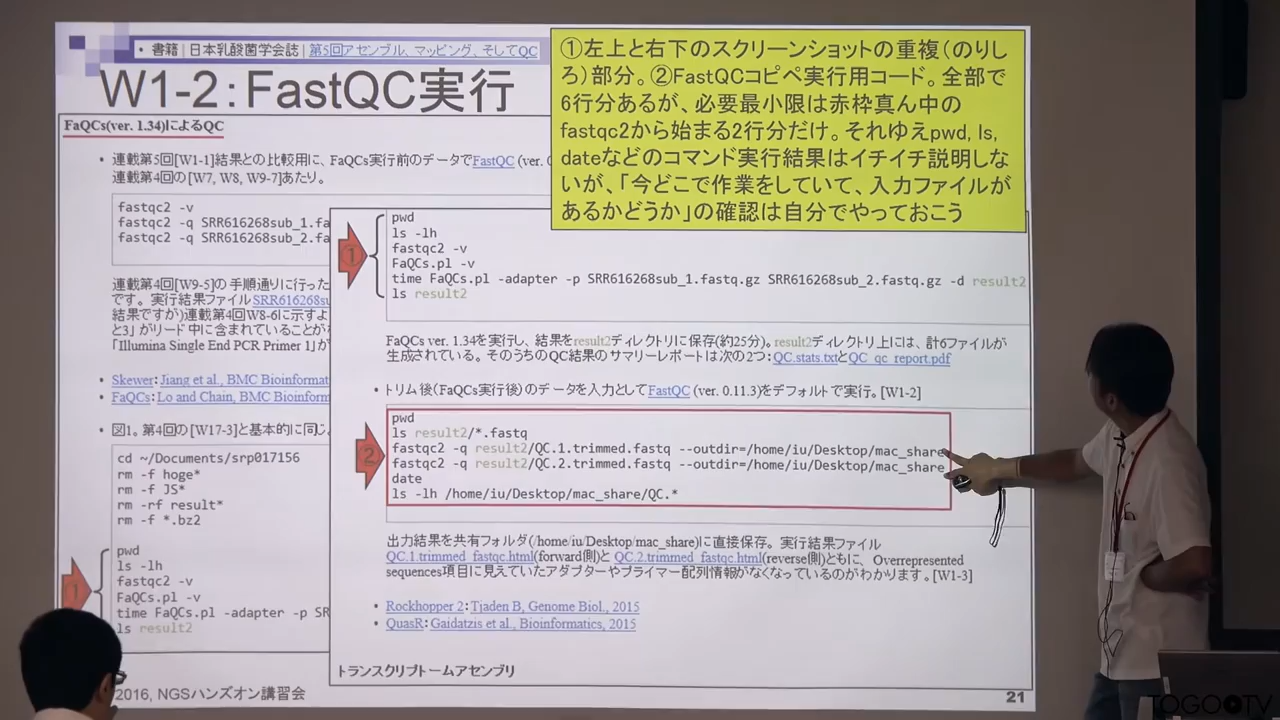 • 書籍 | 日本乳酸菌学会誌 | 第5回アセンブル、マッピング、そしてQC
W1-2：FastQC実行
①左上と右下のスクリーンショットの重複（のりし
ろ）部分。②FastQCコピペ実行用コード。全部で
6行分あるが、必要最小限は赤枠真ん中の
fastqc2から始まる2行分だけ。それゆえpwd, ls,
dateなどのコマンド実行結果はイチイチ説明しな
いが、「今どこで作業をしていて、入力ファイルが
あるかどうか」の確認は自分でやっておこう
FaQCs(ver. 1.34)によるQC
• 連載第5回[W1-1]結果との比較用に、FaQCs実行前のデータでFastQC (ver. 0
連載第4回の[W7, W8, W9-7]あたり。
fastqc2 -v
fastqc2 -q SRR616268sub_1.fa
fastqc2 -q SRR616268sub_2.fa
連載第4回[W9-5]の手順通りに行った
です。 実行結果ファイルSRR616268su
結果ですが)連載第4回W8-6に示すよ
と3」がリード中に含まれていることが
「Illumina Single End PCR Primer 1」が
• Skewer：Jiang et al., BMC Bioinformat
• FaQCs：Lo and Chain, BMC Bioinform
• 図1。第4回の[W17-3]と基本的に同じ
cd ~/Documents/srp017156
rm -f hoge*
rm -f JS*
rm -rf result*
rm -f *.bz2
①
pwd
ls -lh
fastqc2 -v
FaQCs.pl -v
time FaQCs.pl -adapter -p SR
ls result2
①
pwd
ls -lh
fastqc2 -v
FaQCs.pl -v
time FaQCs.pl -adapter -p SRR616268sub_1.fastq.gz SRR616268sub_2.fastq.gz -d result2
ls result2
FaQCs ver. 1.34を実行し、結果をresult2ディレクトリに保存(約25分)。result2ディレクトリ上には、計6ファイルが
生成されている。そのうちのQC結果のサマリーレポートは次の2つ：QC.stats.txtとQC_qc_report.pdf
• トリム後(FaQCs実行後)のデータを入力としてFastQC (ver. 0.11.3)をデフォルトで実行。[W1-2]
②
pwd
ls result2/*.fastq
fastqc2 -q result2/QC.1.trimmed.fastq --outdir=/home/iu/Desktop/mac_share
fastqc2 -q result2/QC.2.trimmed.fastq --outdir=/home/iu/Desktop/mac_share
date
ls -lh /home/iu/Desktop/mac_share/QC.*
出力結果を共有フォルダ(/home/iu/Desktop/mac_share)に直接保存。 実行結果ファイル
QC.1.trimmed_fastqc.html(forward側)と QC.2.trimmed_fastqc.html(reverse側)ともに、Overrepresented
sequences項目に見えていたアダプターやプライマー配列情報がなくなっているのがわかります。[W1-3]
• Rockhopper 2：Tjaden B, Genome Biol., 2015
• QuasR：Gaidatzis et al., Bioinformatics, 2015
トランスクリプトームアセンブリ
2016, NGSハンズオン講習会
21
TOGOTV